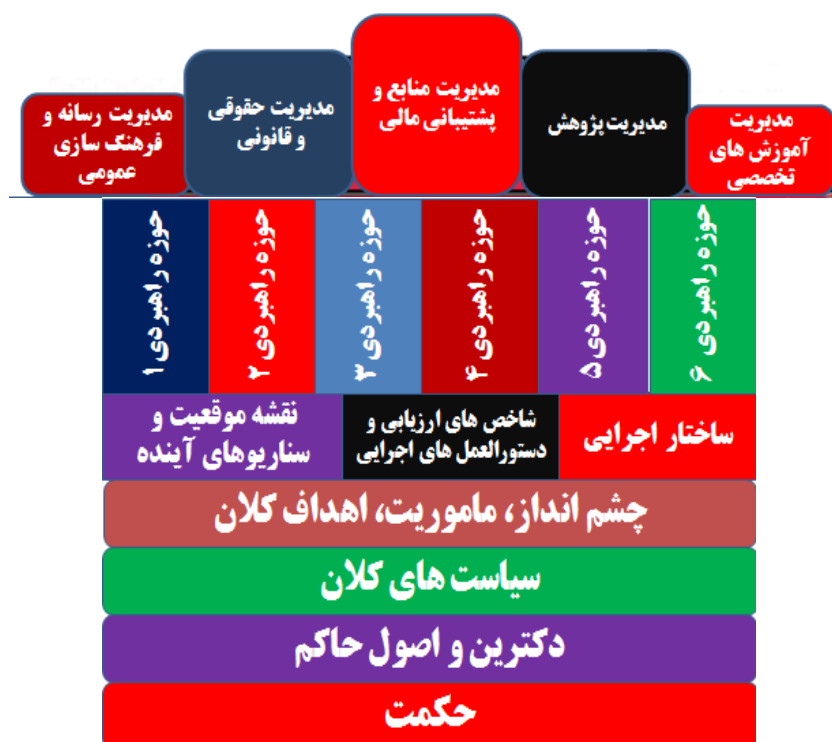 مدیریت
آموزش های
تخصصی
مدیریت پژوهش
مدیریت منابع و
پشتیبانی مالی
مدیریت حقوقی
و قانونی
مدیریت رسانه و
فرهنگ سازی
عمومی
حوزه راهبردی ۶
حوزه راهبردی ۵
حوزه راهبردی ۴
حوزه راهبردی ۳
حوزه راهبردی ۲
حوزه راهبردی ۱
ساختار اجرایی
شاخص های ارزیابی و
دستورالعمل های اجرایی
نقشه موقعیت و
سناریوهای آینده
چشم انداز، ماموریت، اهداف کلان
سیاست های کلان
دکترین و اصول حاکم
حکمت